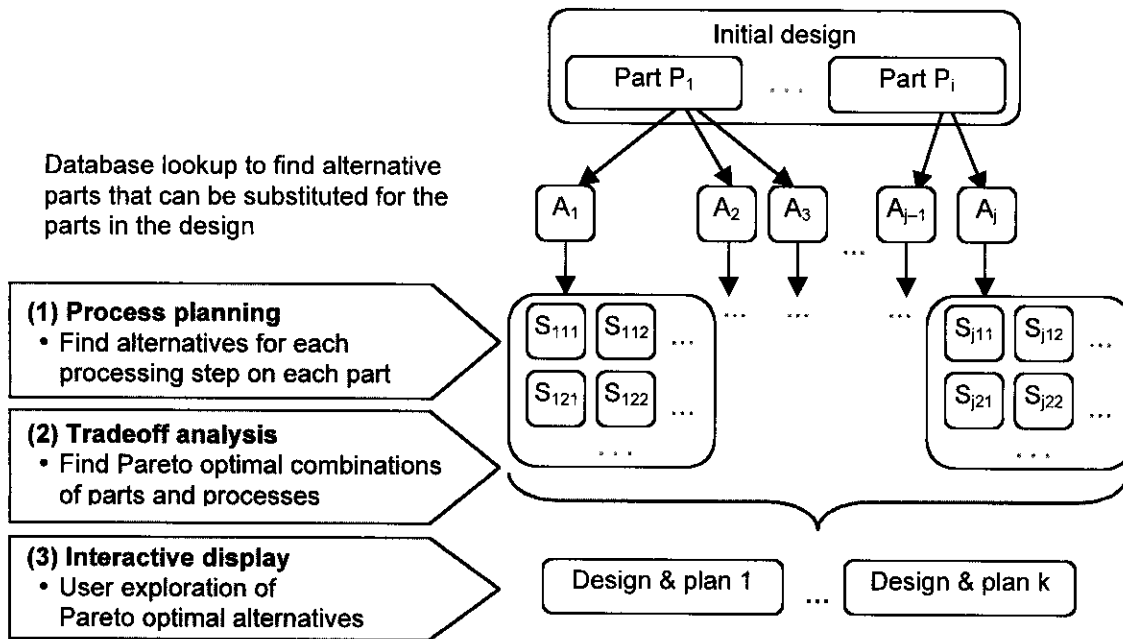 Initial design
Part P₁ ... Part Pᵢ
Database lookup to find alternative
parts that can be substituted for the
parts in the design
A₁ A₂ A₃ ... Aⱼ₋₁ Aⱼ
(1) Process planning
• Find alternatives for each
processing step on each part
S₁₁₁ S₁₁₂ ... ... ... ... Sⱼ₁₁ Sⱼ₁₂ ...
S₁₂₁ S₁₂₂ ... Sⱼ₂₁ Sⱼ₂₂ ...
... ...
(2) Tradeoff analysis
• Find Pareto optimal combinations
of parts and processes
(3) Interactive display
• User exploration of
Pareto optimal alternatives
Design & plan 1 ... Design & plan k